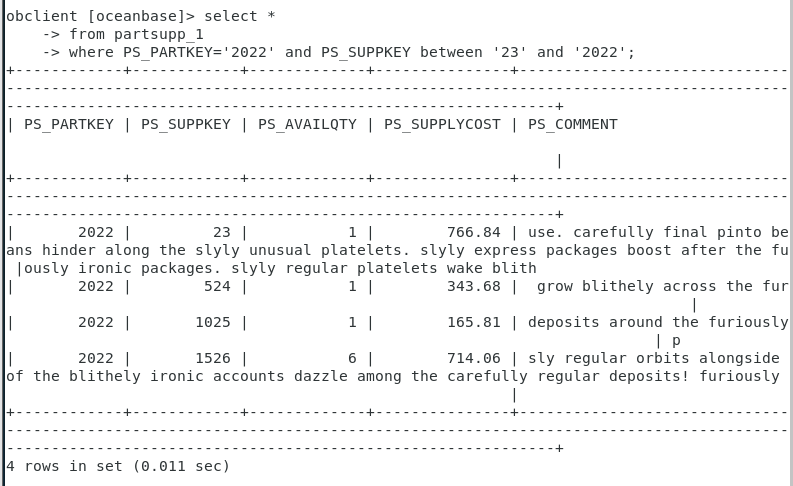 obclient [oceanbase]> select *
    -> from partsupp_1
    -> where PS_PARTKEY='2022' and PS_SUPPKEY between '23' and '2022';
+------------+------------+-------------+---------------+------------------------------
---------------------------------------------------------------------------------------
-------------------------------------------------------------+
| PS_PARTKEY | PS_SUPPKEY | PS_AVAILQTY | PS_SUPPLYCOST | PS_COMMENT
                                                             |
+------------+------------+-------------+---------------+------------------------------
---------------------------------------------------------------------------------------
-------------------------------------------------------------+
|       2022 |         23 |           1 |        766.84 | use. carefully final pinto be
ans hinder along the slyly unusual platelets. slyly express packages boost after the fu
 |ously ironic packages. slyly regular platelets wake blith
|       2022 |        524 |           1 |        343.68 |  grow blithely across the fur
                                                                            |
|       2022 |       1025 |           1 |        165.81 | deposits around the furiously
                                                                        | p
|       2022 |       1526 |           6 |        714.06 | sly regular orbits alongside
of the blithely ironic accounts dazzle among the carefully regular deposits! furiously
                                                        |
+------------+------------+-------------+---------------+------------------------------
---------------------------------------------------------------------------------------
-------------------------------------------------------------+
4 rows in set (0.011 sec)